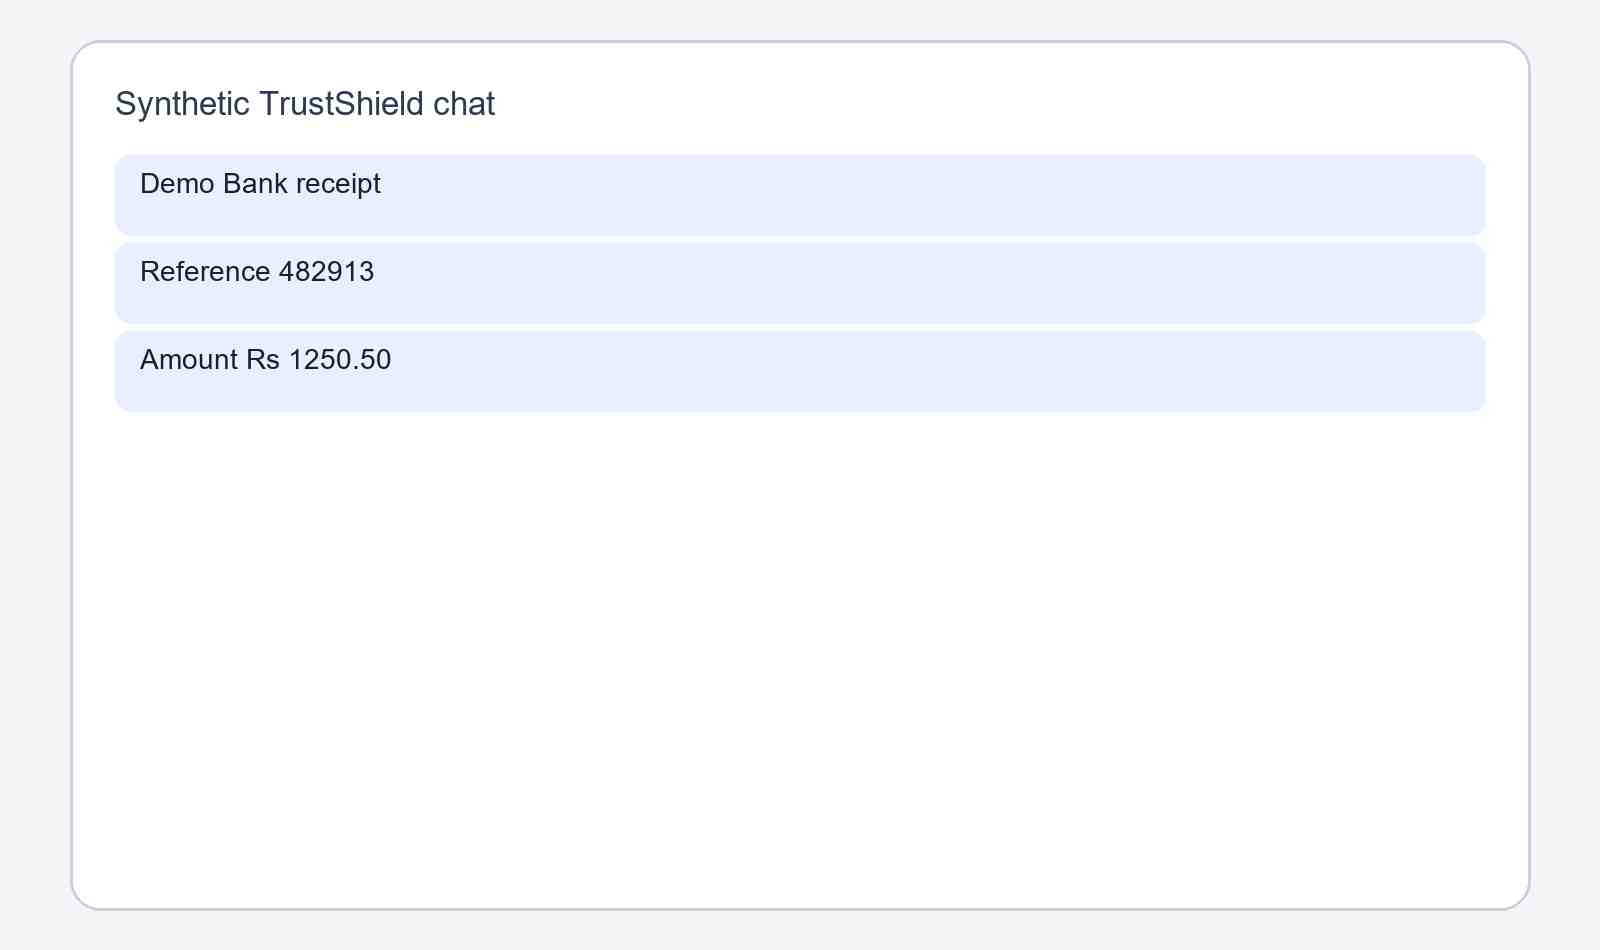 Synthetic TrustShield chat
Demo Bank receipt
Reference 482913
Amount Rs 1250.50